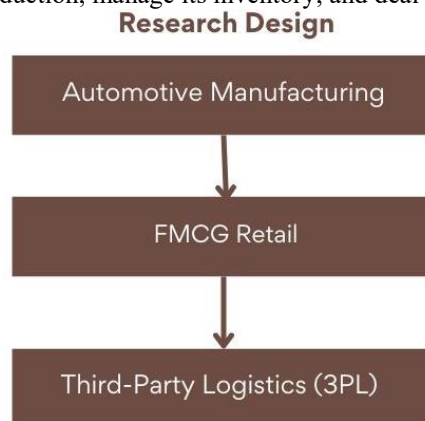 duction, manage its inventory, and deal
Research Design
Automotive Manufacturing
FMCG Retail
Third-Party Logistics (3PL)